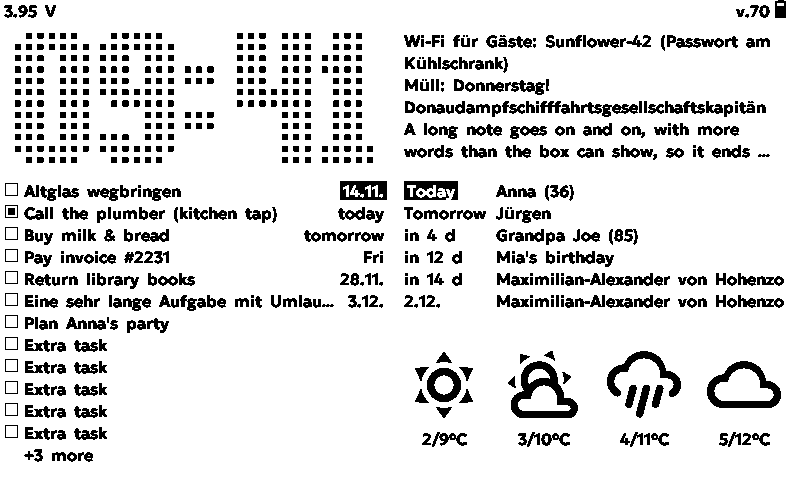 3.95 V
v.70
09:41
Wi-Fi für Gäste: Sunflower-42 (Passwort am
Kühlschrank)
Müll: Donnerstag!
Donaudampfschifffahrtsgesellschaftskapitän
A long note goes on and on, with more
words than the box can show, so it ends ...
Altglas wegbringen 14.11.
Call the plumber (kitchen tap) today
Buy milk & bread tomorrow
Pay invoice #2231 Fri
Return library books 28.11.
Eine sehr lange Aufgabe mit Umlau... 3.12.
Plan Anna's party
Extra task
Extra task
Extra task
Extra task
Extra task
+3 more
Today Anna (36)
Tomorrow Jürgen
in 4 d Grandpa Joe (85)
in 12 d Mia's birthday
in 14 d Maximilian-Alexander von Hohenzo
2.12. Maximilian-Alexander von Hohenzo
2/9°C 3/10°C 4/11°C 5/12°C